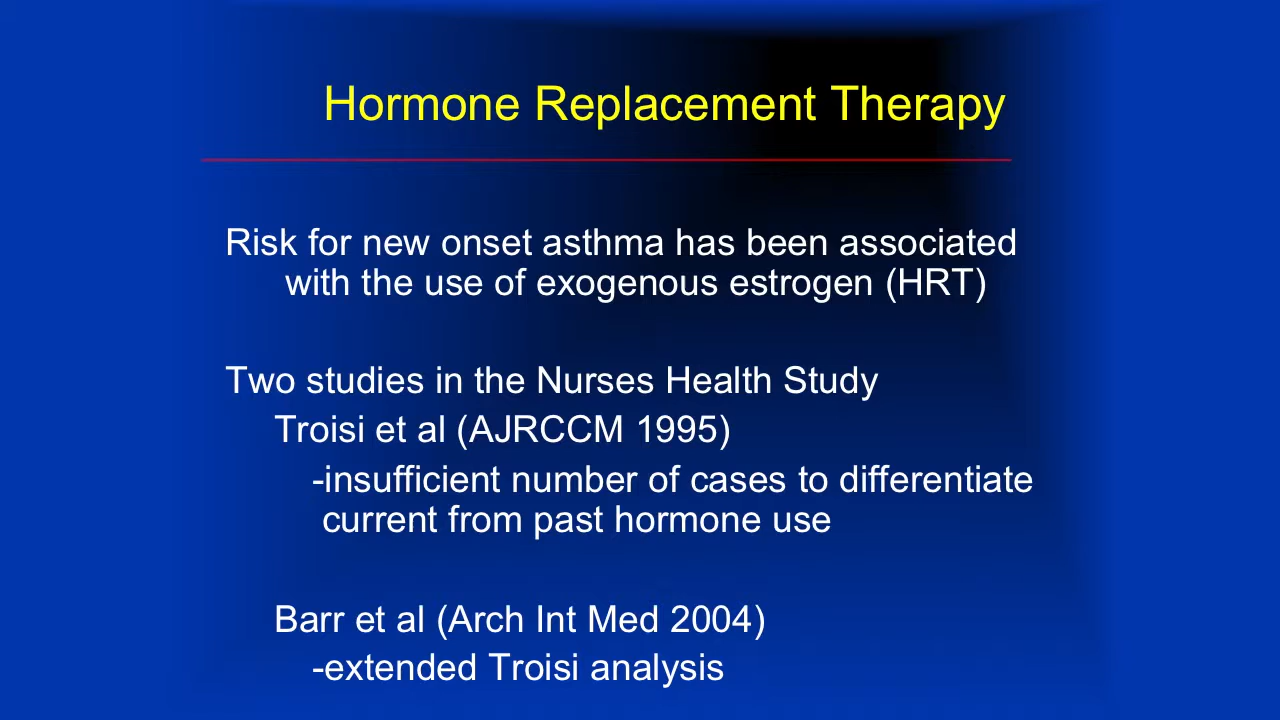 Hormone Replacement Therapy
Risk for new onset asthma has been associated
with the use of exogenous estrogen (HRT)
Two studies in the Nurses Health Study
Troisi et al (AJRCCM 1995)
-insufficient number of cases to differentiate
current from past hormone use
Barr et al (Arch Int Med 2004)
-extended Troisi analysis